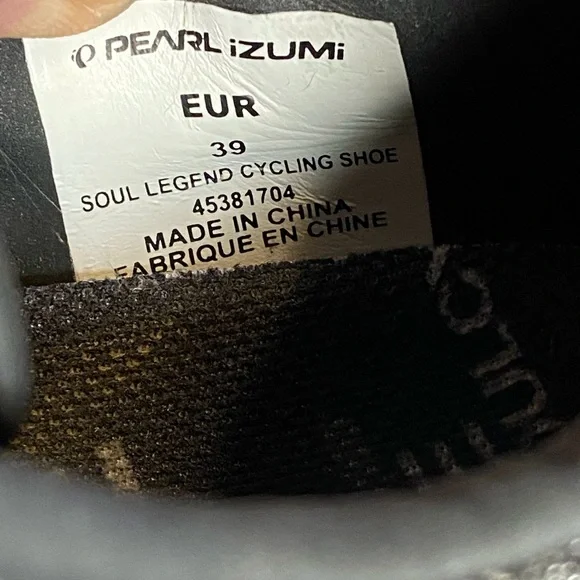 PEARL iZUMi
EUR
39
SOUL LEGEND CYCLING SHOE
45381704
MADE IN CHINA
FABRIQUE EN CHINE